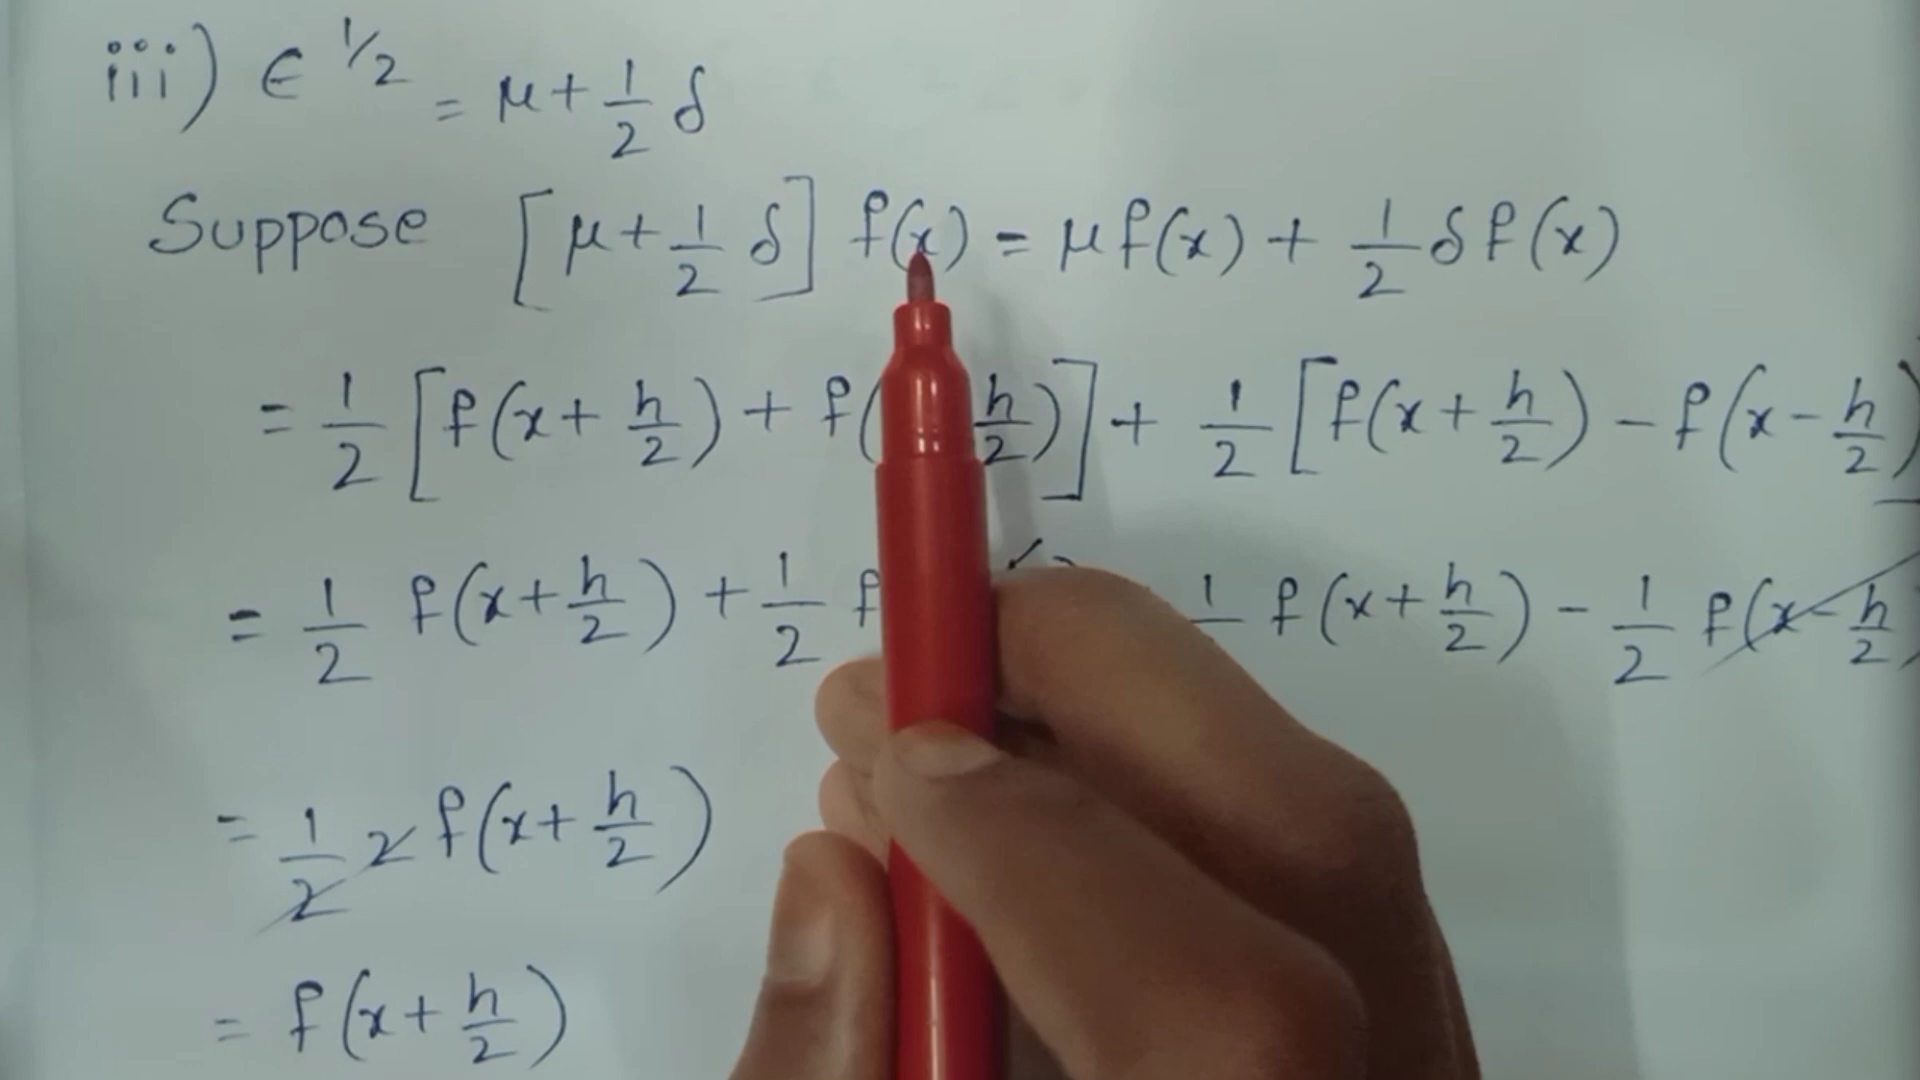 iii) ∈^1/2 = μ + 1/2 δ
Suppose [μ + 1/2 δ] f(x) = μ f(x) + 1/2 δ f(x)
= 1/2 [f(x + h/2) + f( h/2)] + 1/2 [f(x + h/2) - f(x - h/2)
= 1/2 f(x + h/2) + 1/2 f 1 f(x + h/2) - 1/2 f(x - h/2)
= 1/2 2 f(x + h/2)
= f(x + h/2)